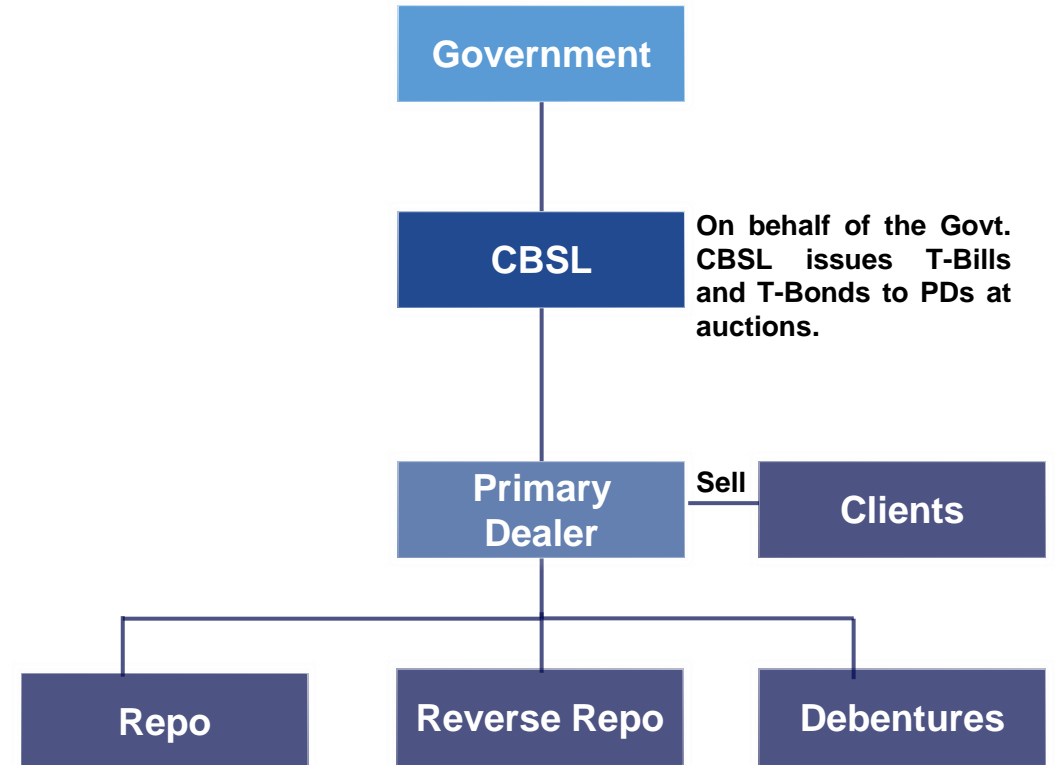 Government
CBSL
On behalf of the Govt.
CBSL issues T-Bills
and T-Bonds to PDs at
auctions.
Primary
Dealer
Sell
Clients
Repo
Reverse Repo
Debentures